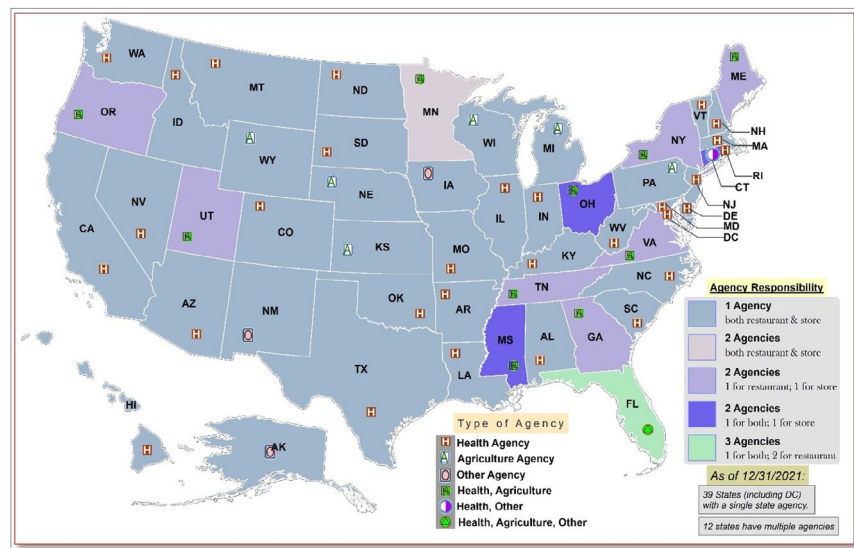 WA
MT
ND
MN
ME
VT
OR
ID
SD
WI
MI
NY
NH
MA
RI
CT
WY
IA
PA
NJ
DE
MD
DC
NE
NV
UT
CO
IL
IN
OH
WV
VA
CA
KS
MO
KY
NC
AZ
NM
OK
AR
TN
SC
MS
AL
GA
TX
LA
FL
HI
AK
Agency Responsibility
1 Agency
both restaurant & store
2 Agencies
both restaurant & store
2 Agencies
1 for restaurant; 1 for store
2 Agencies
1 for both; 1 for store
3 Agencies
1 for both; 2 for restaurant
Type of Agency
H Health Agency
A Agriculture Agency
O Other Agency
Health, Agriculture
Health, Other
Health, Agriculture, Other
As of 12/31/2021:
39 States (including DC)
with a single state agency.
12 states have multiple agencies